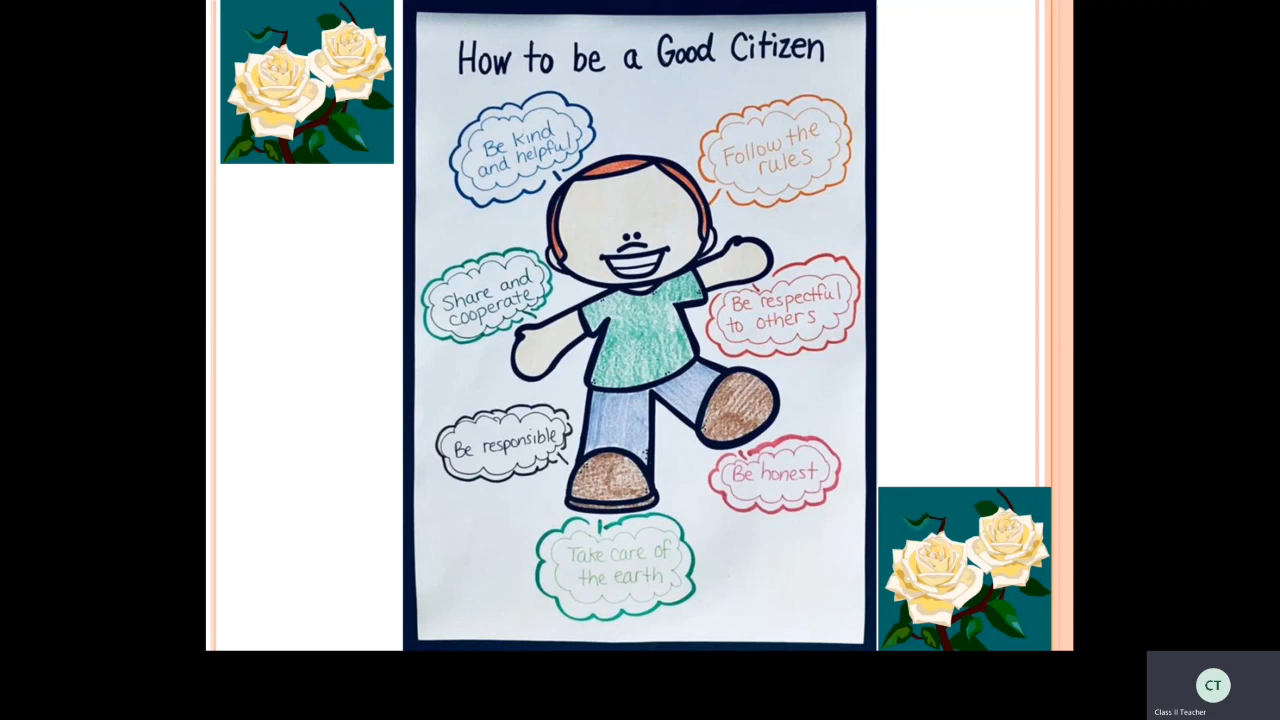 How to be a Good Citizen
Be kind
and helpful
Follow the
rules
Share and
cooperate
Be respectful
to others
Be responsible
Be honest
Take care of
the earth
CT
Class II Teacher